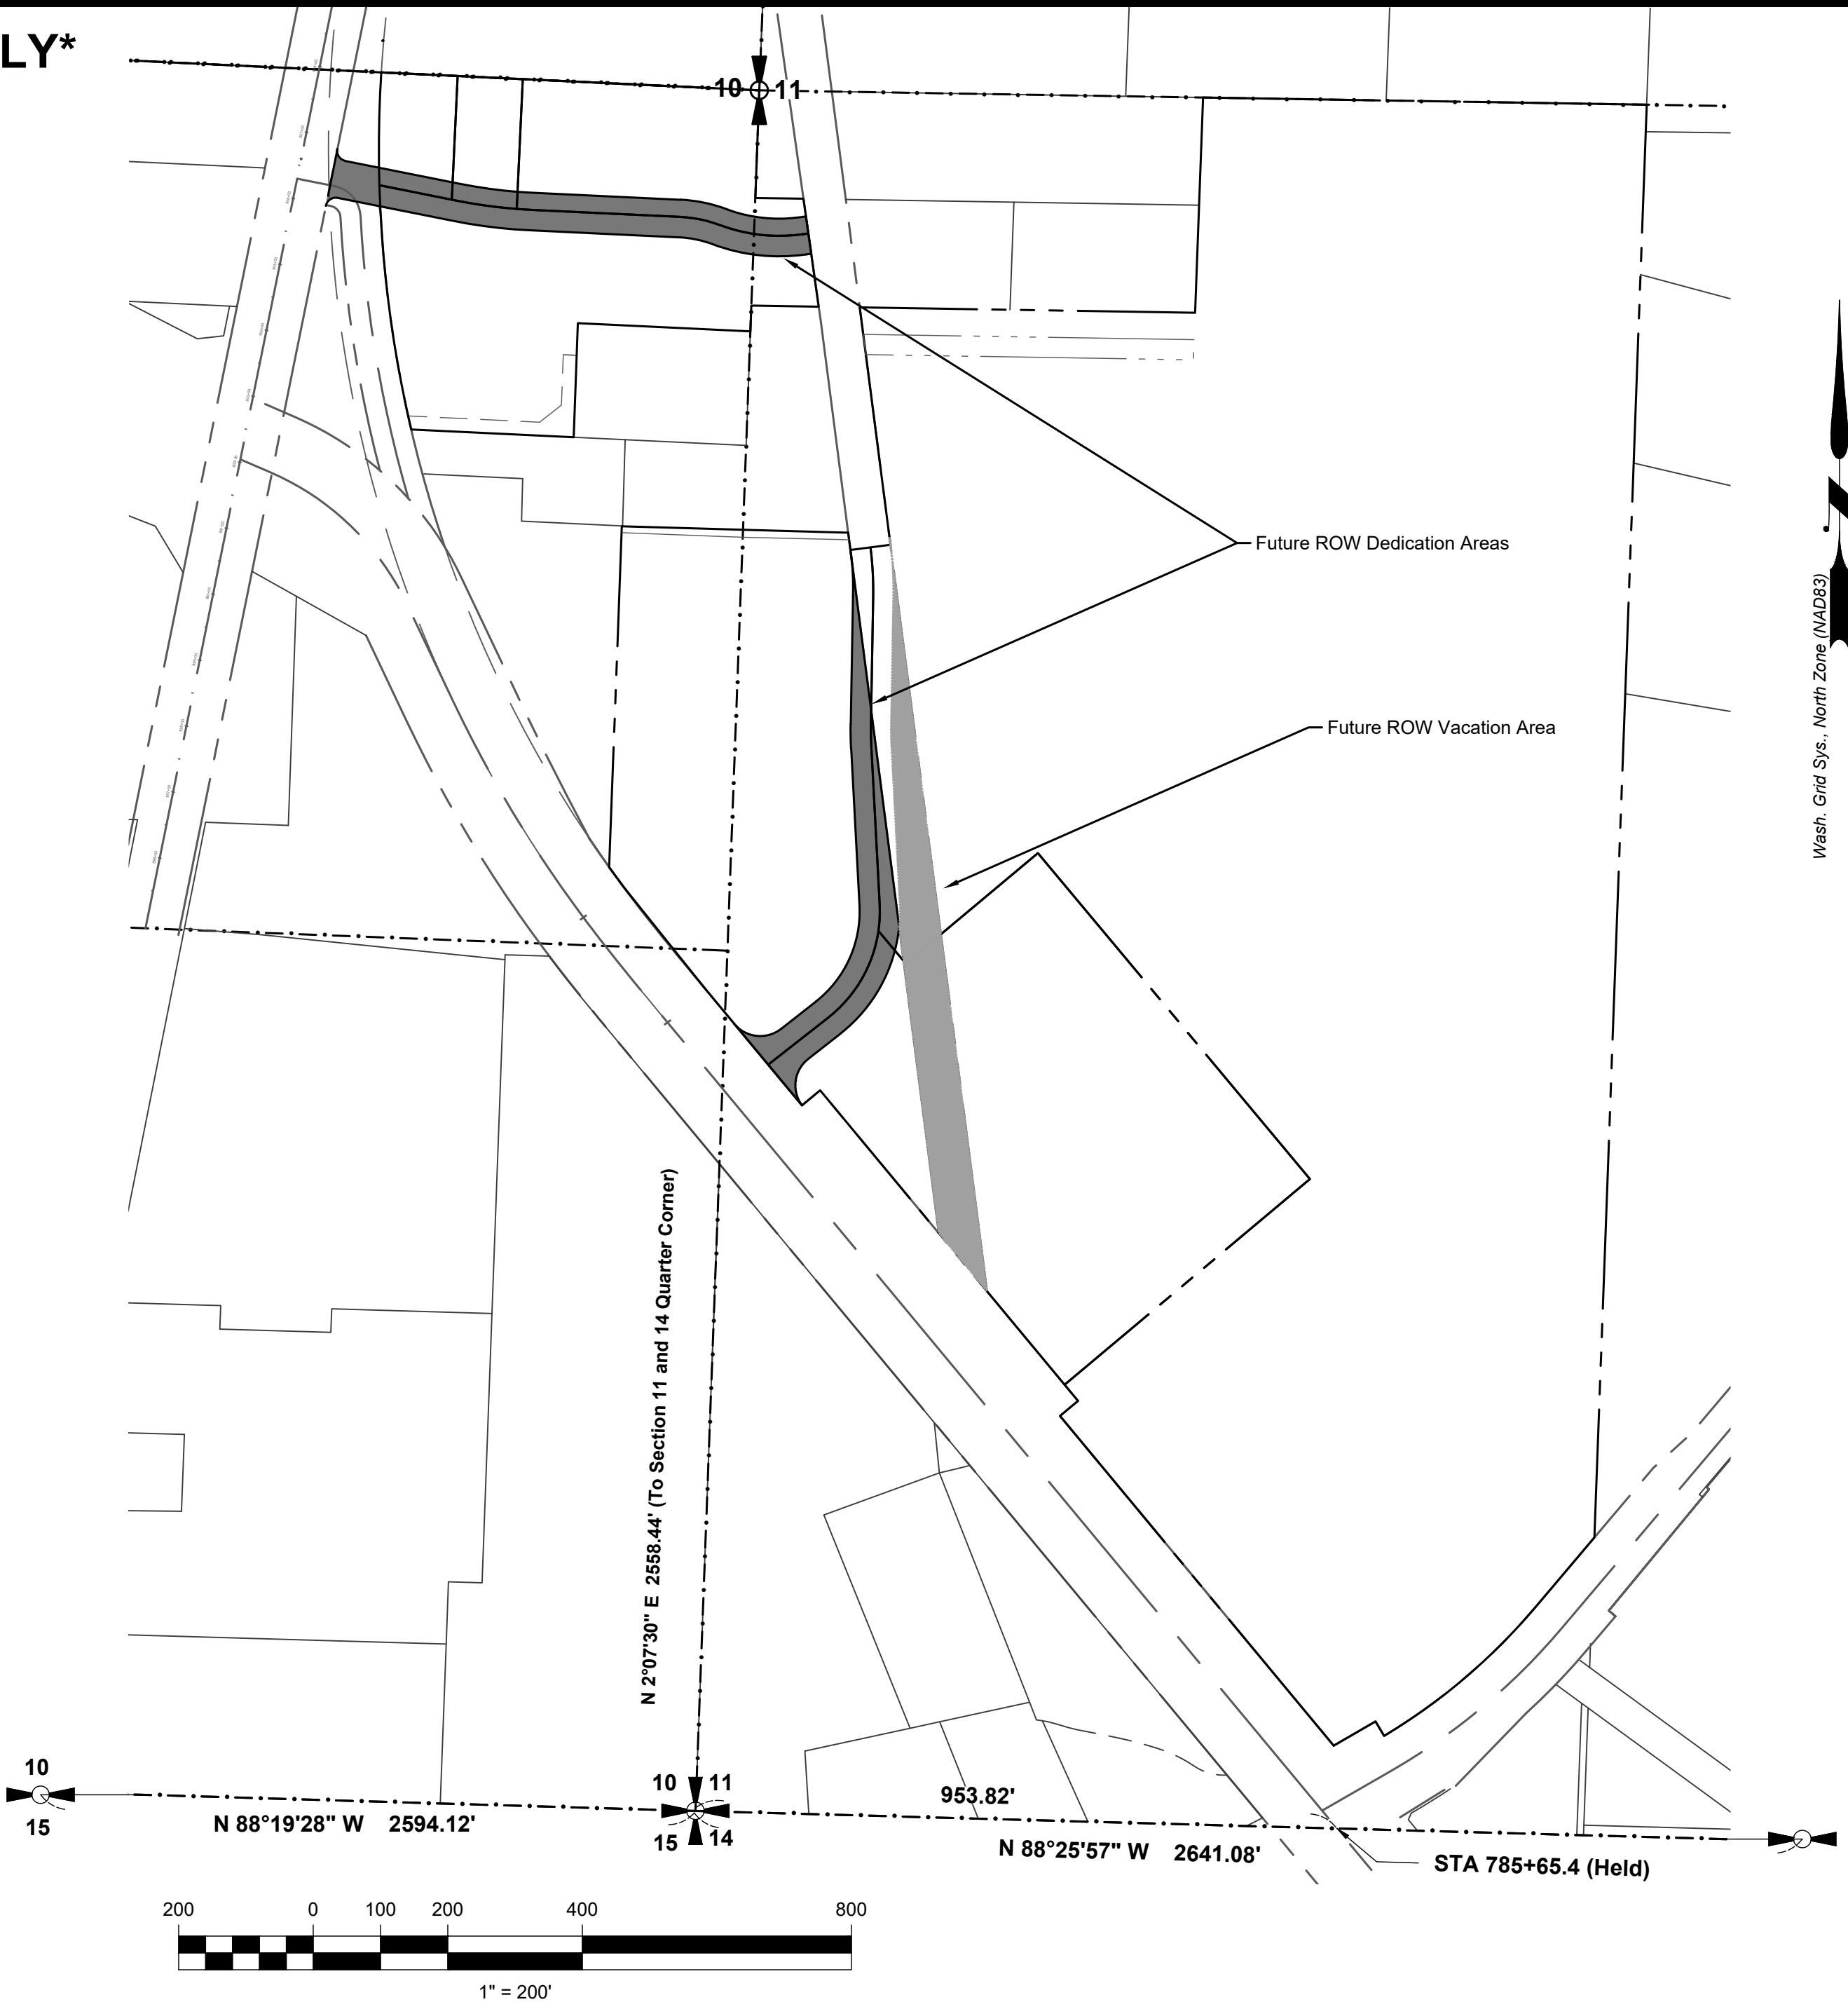 LY*
10 11
Future ROW Dedication Areas
Future ROW Vacation Area
Wash. Grid Sys., North Zone (NAD83)
N 2°07'30" E 2558.44' (To Section 11 and 14 Quarter Corner)
10
15
N 88°19'28" W 2594.12'
10 11
15 14
953.82'
N 88°25'57" W 2641.08'
STA 785+65.4 (Held)
200 0 100 200 400 800
1" = 200'